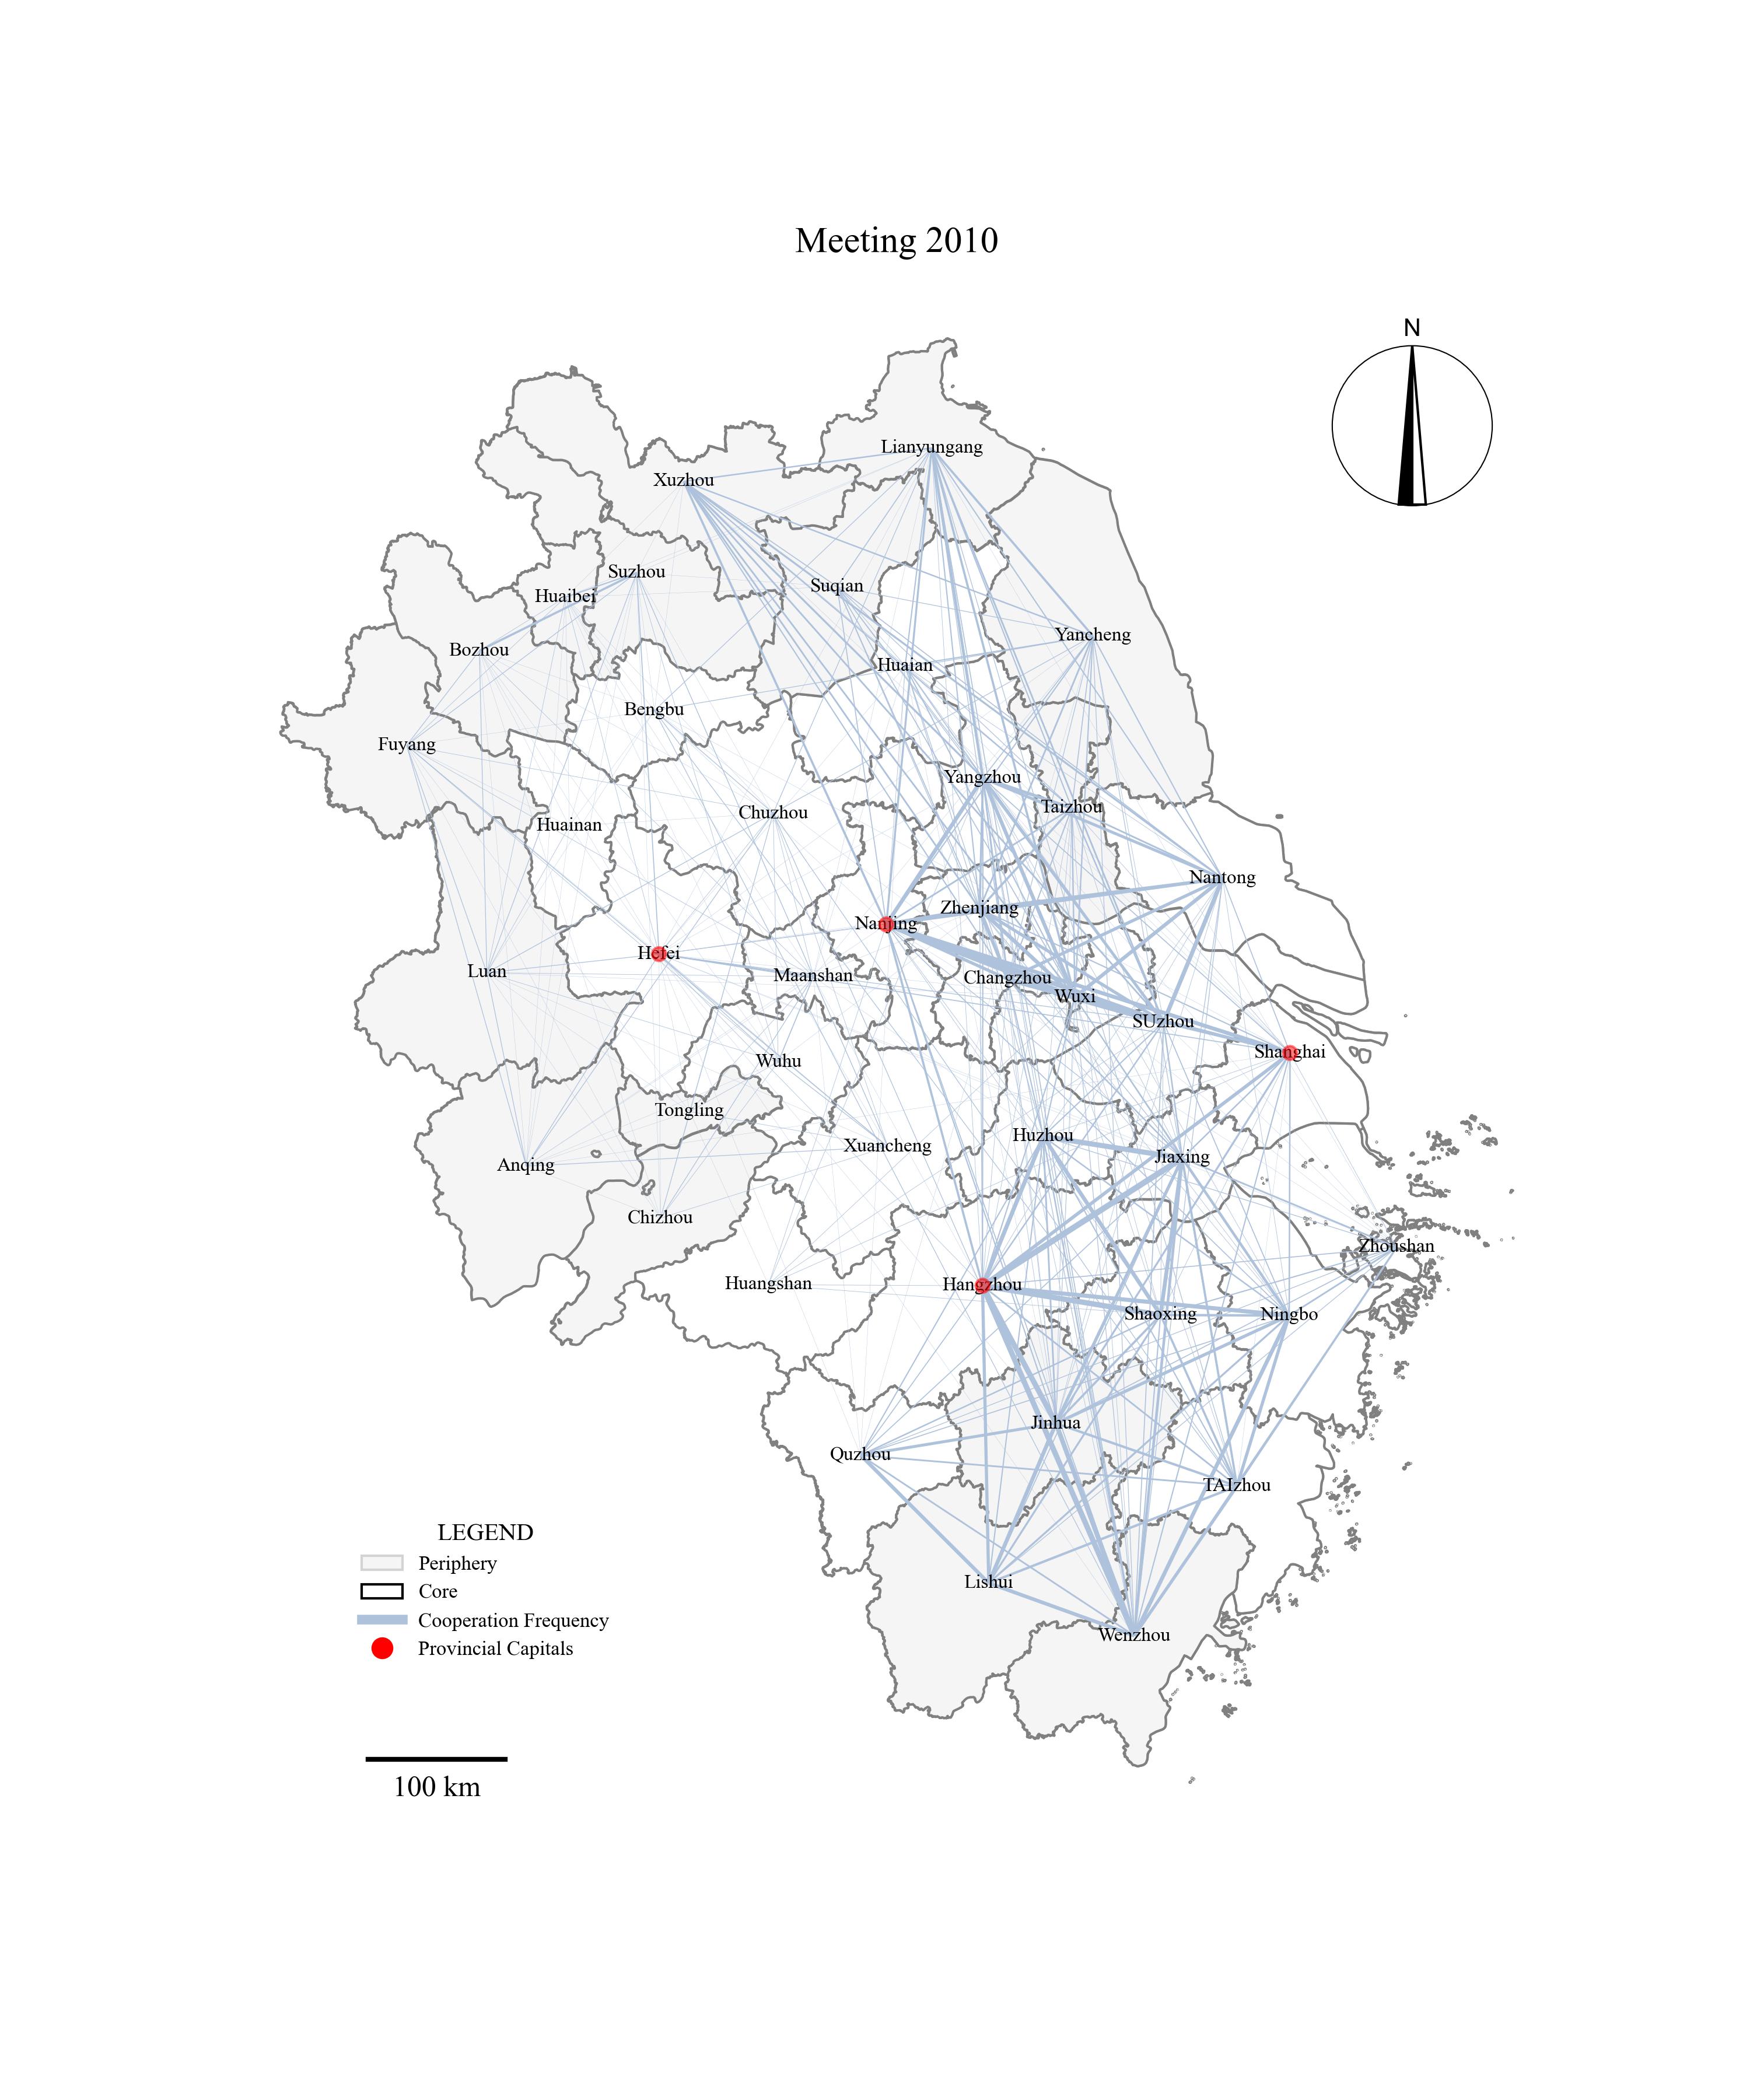 Meeting 2010
N
Lianyungang
Xuzhou
Suzhou
Suqian
Huaibei
Yancheng
Bozhou
Huaian
Bengbu
Fuyang
Yangzhou
Taizhou
Chuzhou
Huainan
Nantong
Zhenjiang
Nanjing
Hefei
Luan
Maanshan
Changzhou
Wuxi
SUzhou
Shanghai
Wuhu
Tongling
Huzhou
Xuancheng
Jiaxing
Anqing
Chizhou
Zhoushan
Huangshan
Hangzhou
Shaoxing
Ningbo
Jinhua
Quzhou
TAIzhou
Lishui
Wenzhou
LEGEND
Periphery
Core
Cooperation Frequency
Provincial Capitals
100 km